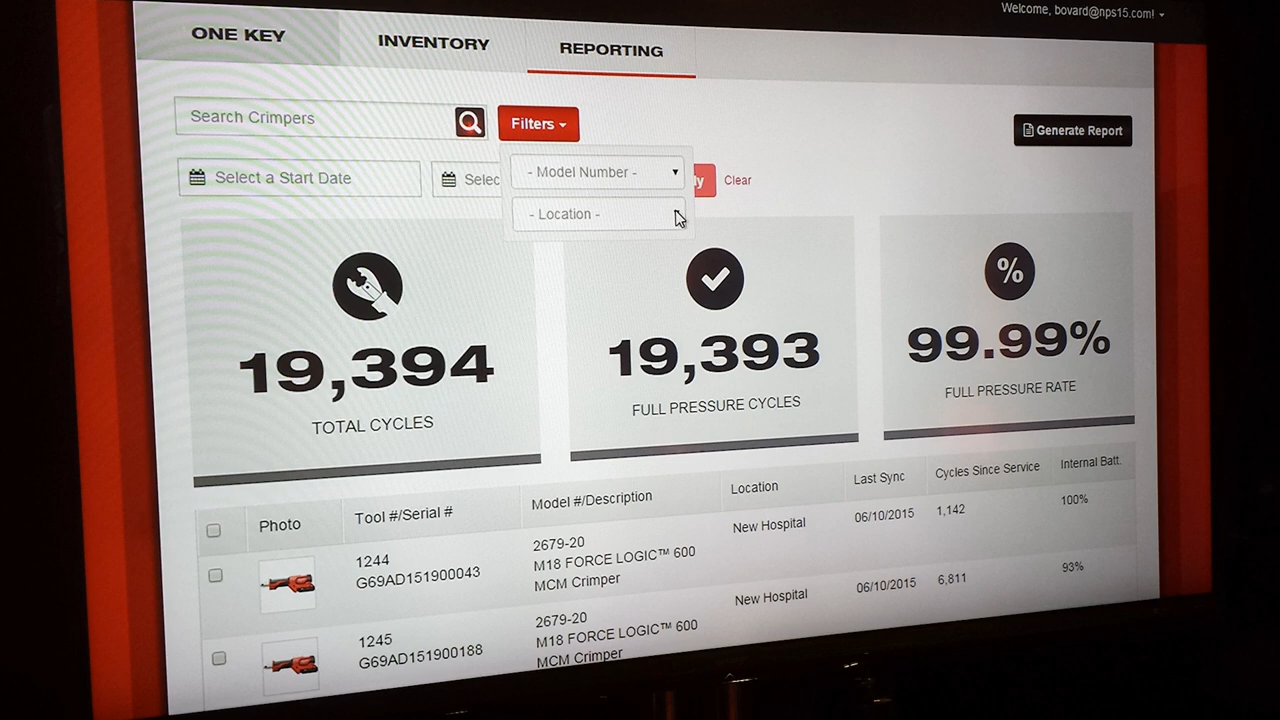 Welcome, bovard@nps15.com!
ONE KEY
INVENTORY
REPORTING
Search Crimpers
Filters
Generate Report
Select a Start Date
- Model Number -
Clear
- Location -
%
19,394
TOTAL CYCLES
19,393
FULL PRESSURE CYCLES
99.99%
FULL PRESSURE RATE
Photo
Tool #/Serial #
Model #/Description
Location
Last Sync
Cycles Since Service
Internal Batt.
1244
G69AD151900043
2679-20
M18 FORCE LOGIC™ 600
MCM Crimper
New Hospital
06/10/2015
1,142
100%
1245
G69AD151900188
2679-20
M18 FORCE LOGIC™ 600
MCM Crimper
New Hospital
06/10/2015
6,811
93%